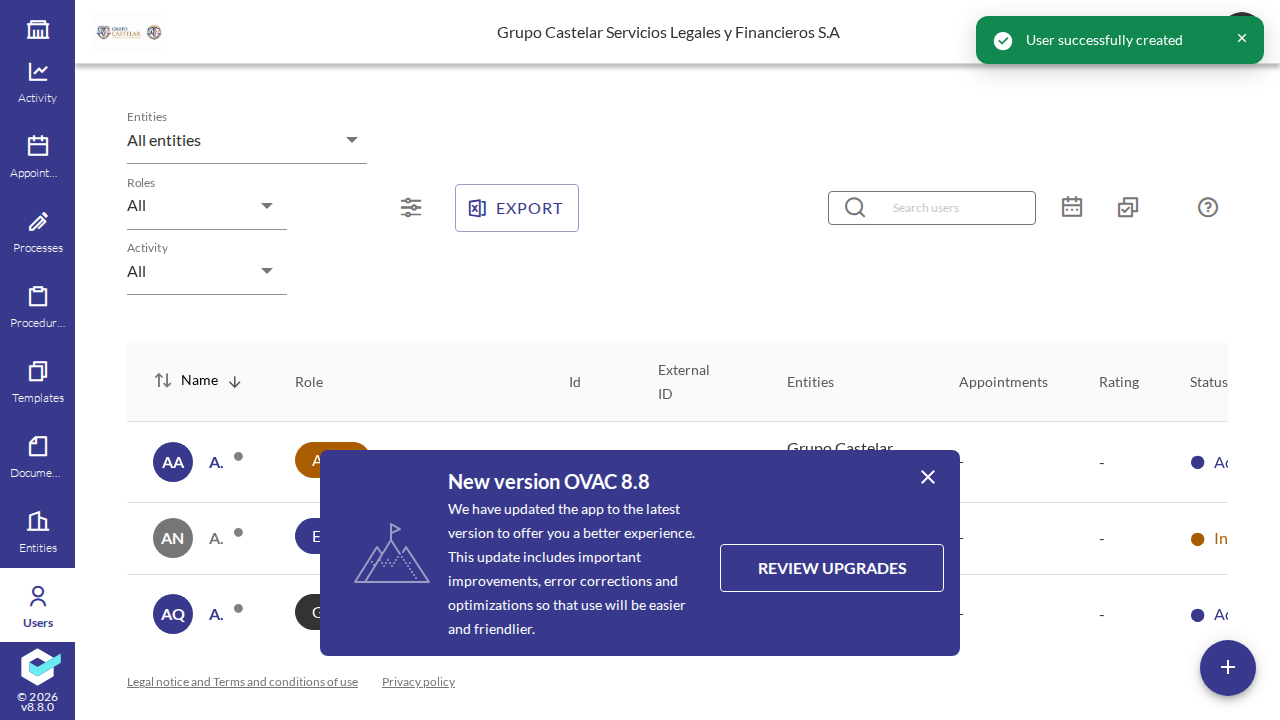 GRUPO
CASTELAR
Grupo Castelar Servicios Legales y Financieros S.A
User successfully created
Activity
Appoint...
Processes
Procedur...
Templates
Docume...
Entities
Users
© 2026
v8.8.0
Entities
All entities
Roles
All
Activity
All
EXPORT
Search users
Name
Role
Id
External
ID
Entities
Appointments
Rating
Status
AA
A.
A
Grupo Castelar
-
-
Ac
AN
A.
E
-
-
In
AQ
A.
G
-
-
Ac
New version OVAC 8.8
We have updated the app to the latest
version to offer you a better experience.
This update includes important
improvements, error corrections and
optimizations so that use will be easier
and friendlier.
REVIEW UPGRADES
Legal notice and Terms and conditions of use
Privacy policy